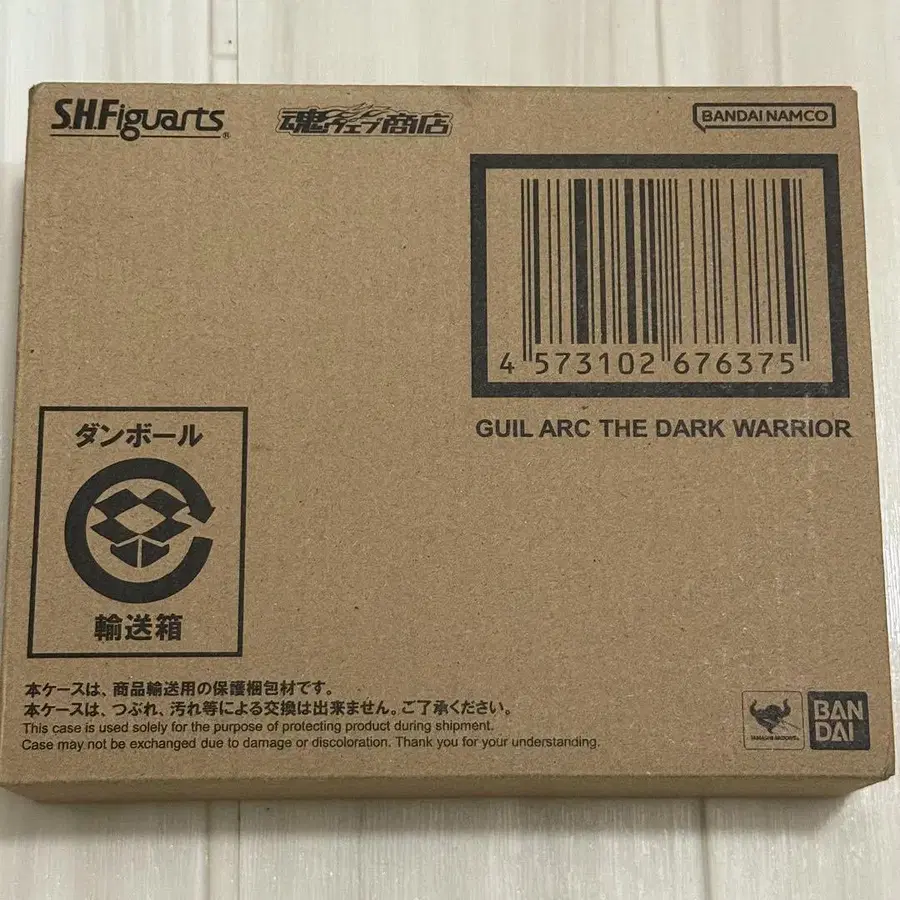 S.H.Figuarts®
魂ウェブ商店
BANDAI NAMCO
4 573102 676375
GUIL ARC THE DARK WARRIOR
ダンボール
輸送箱
本ケースは、商品輸送用の保護梱包材です。
本ケースは、つぶれ、汚れ等による交換は出来ません。ご了承ください。
This case is used solely for the purpose of protecting product during shipment.
Case may not be exchanged due to damage or discoloration. Thank you for your understanding.
TAMASHII NATIONS
BAN
DAI